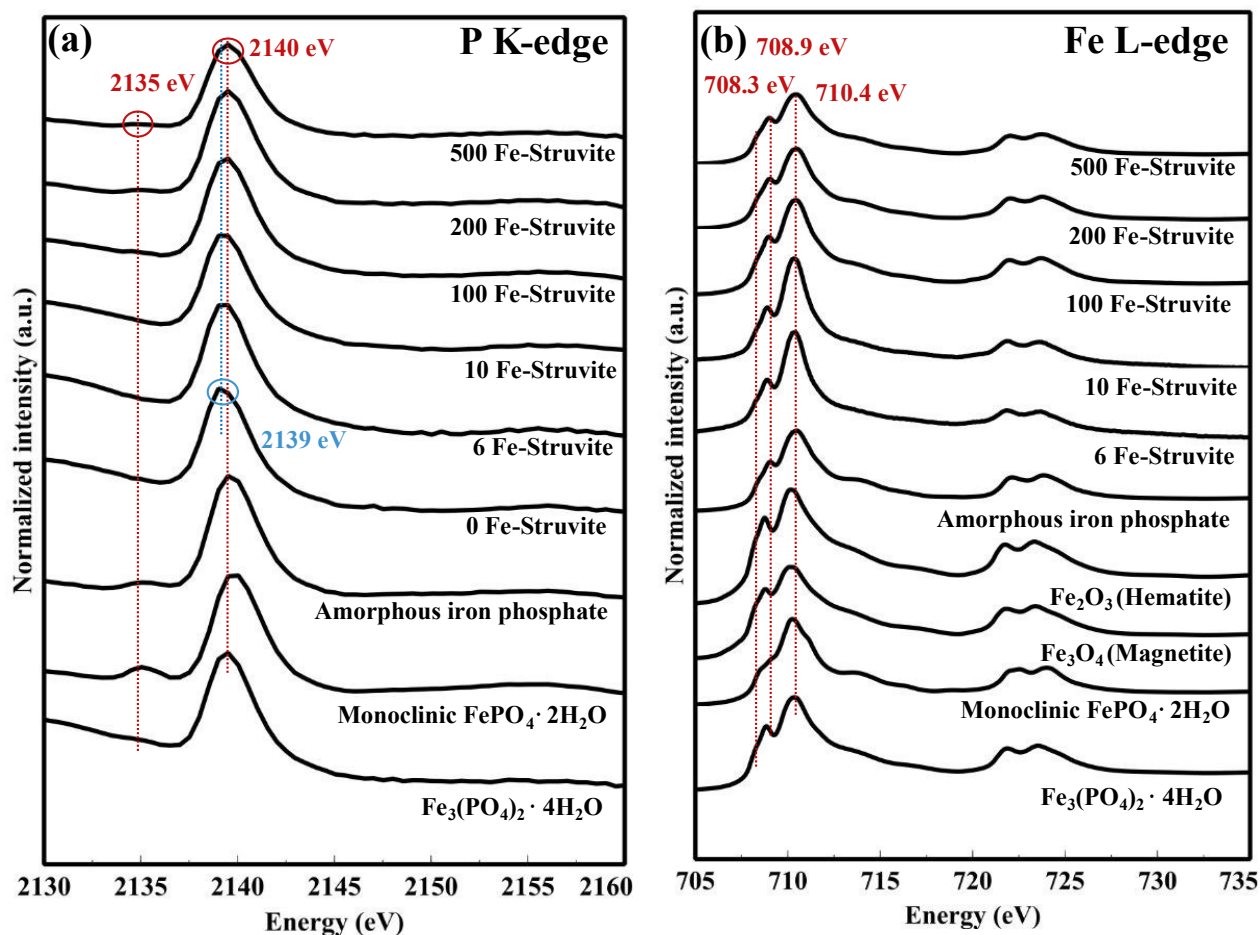 (a)
P K-edge
2140 eV
2135 eV
500 Fe-Struvite
200 Fe-Struvite
100 Fe-Struvite
10 Fe-Struvite
2139 eV
6 Fe-Struvite
0 Fe-Struvite
Amorphous iron phosphate
Monoclinic FePO₄· 2H₂O
Fe₃(PO₄)₂· 4H₂O
Normalized intensity (a.u.)
2130 2135 2140 2145 2150 2155 2160
Energy (eV)
(b)
708.9 eV
Fe L-edge
708.3 eV
710.4 eV
500 Fe-Struvite
200 Fe-Struvite
100 Fe-Struvite
10 Fe-Struvite
6 Fe-Struvite
Amorphous iron phosphate
Fe₂O₃ (Hematite)
Fe₃O₄ (Magnetite)
Monoclinic FePO₄· 2H₂O
Fe₃(PO₄)₂· 4H₂O
Normalized intensity (a.u.)
705 710 715 720 725 730 735
Energy (eV)